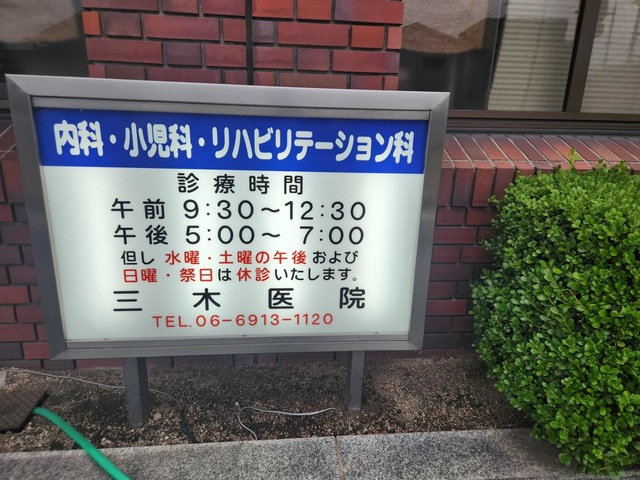 内科・小児科・リハビリテーション科
診療時間
午前 9:30～12:30
午後 5:00～ 7:00
但し 水曜・土曜の午後 および
日曜・祭日は 休診いたします。
三木医院
TEL.06-6913-1120